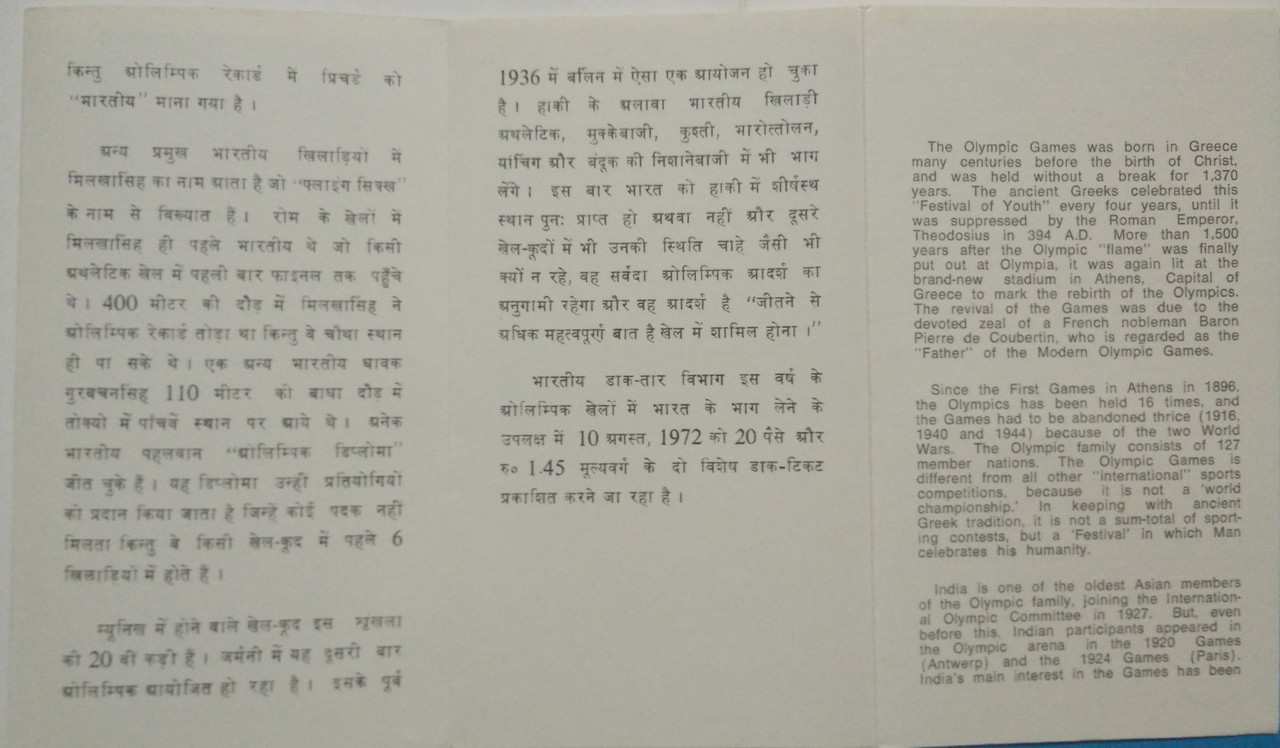 किन्तु ओलिम्पिक रेकार्ड में प्रिचर्ड को
"भारतीय" माना गया है ।
अन्य प्रमुख भारतीय खिलाड़ियों में
मिलखासिंह का नाम आता है जो "फ्लाइंग सिक्ख"
के नाम से विख्यात हैं । रोम के खेलों में
मिलखासिंह ही पहले भारतीय थे जो किसी
अथलेटिक खेल में पहली बार फाइनल तक पहुँचे
थे । 400 मीटर की दौड़ में मिलखासिंह ने
ओलिम्पिक रेकार्ड तोड़ा था किन्तु वे चौथा स्थान
ही पा सके थे । एक अन्य भारतीय धावक
गुरबचनसिंह 110 मीटर की बाधा दौड़ में
तोक्यो में पांचवें स्थान पर आये थे । अनेक
भारतीय पहलवान "ओलिम्पिक डिप्लोमा"
जीत चुके हैं । यह डिप्लोमा उन्हीं प्रतियोगियों
को प्रदान किया जाता है जिन्हें कोई पदक नहीं
मिलता किन्तु वे किसी खेल-कूद में पहले 6
खिलाड़ियों में होते हैं ।
म्यूनिख में होने वाले खेल-कूद इस शृंखला
की 20 वीं कड़ी हैं । जर्मनी में यह दूसरी बार
ओलिम्पिक आयोजित हो रहा है । इसके पूर्व
1936 में बर्लिन में ऐसा एक आयोजन हो चुका
है । हाकी के अलावा भारतीय खिलाड़ी
अथलेटिक, मुक्केबाजी, कुश्ती, भारोत्तोलन,
यांचिंग और बंदूक की निशानेबाजी में भी भाग
लेंगे । इस बार भारत को हाकी में शीर्षस्थ
स्थान पुनः प्राप्त हो अथवा नहीं और दूसरे
खेल-कूदों में भी उनकी स्थिति चाहे जैसी भी
क्यों न रहे, वह सर्वदा ओलिम्पिक आदर्श का
अनुगामी रहेगा और वह आदर्श है "जीतने से
अधिक महत्वपूर्ण बात है खेल में शामिल होना ।"
भारतीय डाक-तार विभाग इस वर्ष के
ओलिम्पिक खेलों में भारत के भाग लेने के
उपलक्ष में 10 अगस्त, 1972 को 20 पैसे और
रु० 1.45 मूल्यवर्ग के दो विशेष डाक-टिकट
प्रकाशित करने जा रहा है ।
The Olympic Games was born in Greece
many centuries before the birth of Christ,
and was held without a break for 1,370
years. The ancient Greeks celebrated this
"Festival of Youth" every four years, until it
was suppressed by the Roman Emperor,
Theodosius in 394 A.D. More than 1,500
years after the Olympic "flame" was finally
put out at Olympia, it was again lit at the
brand-new stadium in Athens, Capital of
Greece to mark the rebirth of the Olympics.
The revival of the Games was due to the
devoted zeal of a French nobleman Baron
Pierre de Coubertin, who is regarded as the
"Father" of the Modern Olympic Games.
Since the First Games in Athens in 1896,
the Olympics has been held 16 times, and
the Games had to be abandoned thrice (1916,
1940 and 1944) because of the two World
Wars. The Olympic family consists of 127
member nations. The Olympic Games is
different from all other "international" sports
competitions, because it is not a 'world
championship.' In keeping with ancient
Greek tradition, it is not a sum-total of sport-
ing contests, but a 'Festival' in which Man
celebrates his humanity.
India is one of the oldest Asian members
of the Olympic family, joining the Internation-
al Olympic Committee in 1927. But, even
before this, Indian participants appeared in
the Olympic arena in the 1920 Games
(Antwerp) and the 1924 Games (Paris).
India's main interest in the Games has been